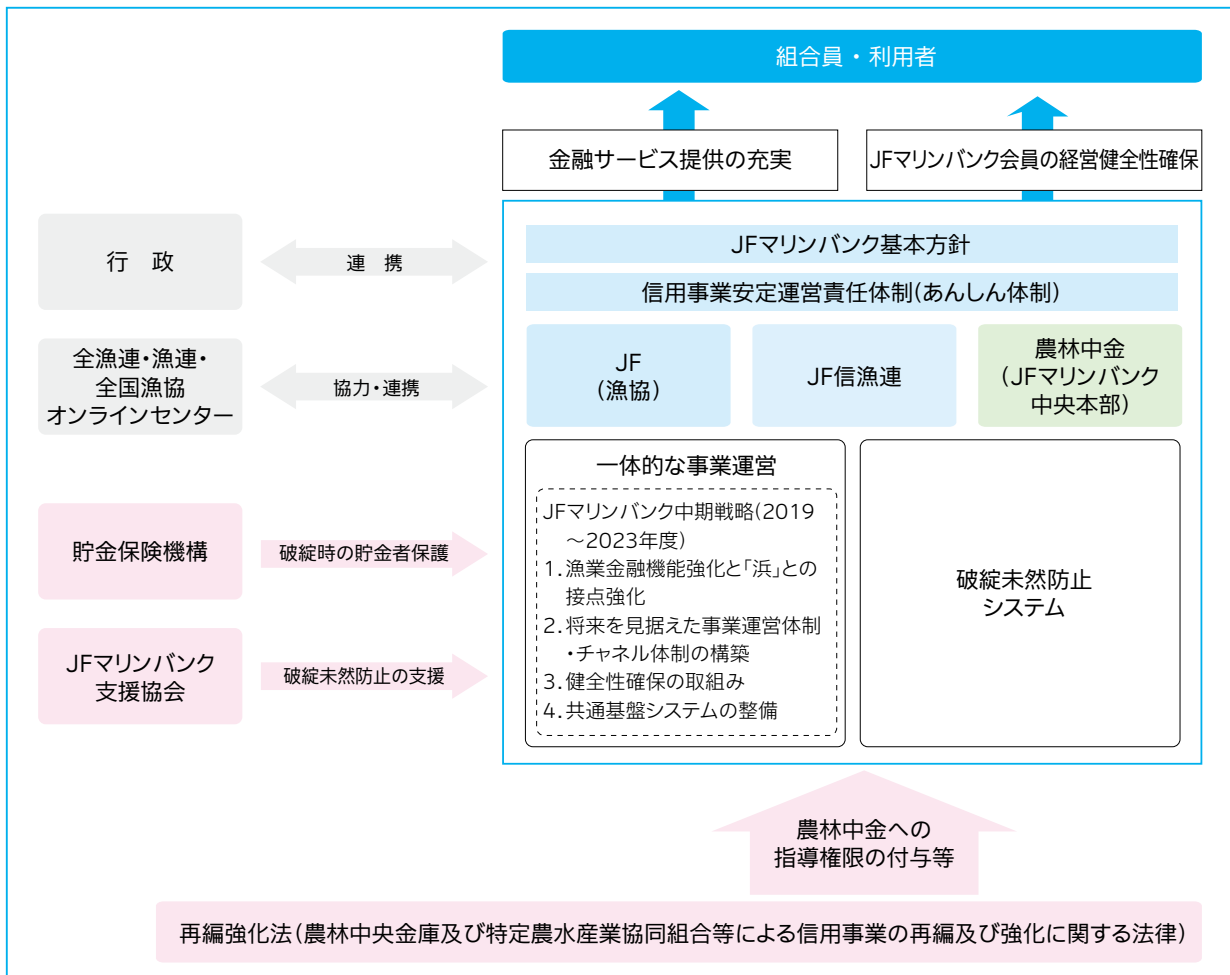 組合員・利用者
金融サービス提供の充実
JFマリンバンク会員の経営健全性確保
行　政
連　携
JFマリンバンク基本方針
信用事業安定運営責任体制(あんしん体制)
全漁連・漁連・
全国漁協
オンラインセンター
協力・連携
JF
(漁協)
JF信漁連
農林中金
(JFマリンバンク
中央本部)
貯金保険機構
破綻時の貯金者保護
JFマリンバンク
支援協会
破綻未然防止の支援
一体的な事業運営
JFマリンバンク中期戦略(2019
～2023年度)
1.漁業金融機能強化と「浜」との
接点強化
2.将来を見据えた事業運営体制
・チャネル体制の構築
3.健全性確保の取組み
4.共通基盤システムの整備
破綻未然防止
システム
農林中金への
指導権限の付与等
再編強化法(農林中央金庫及び特定農水産業協同組合等による信用事業の再編及び強化に関する法律)